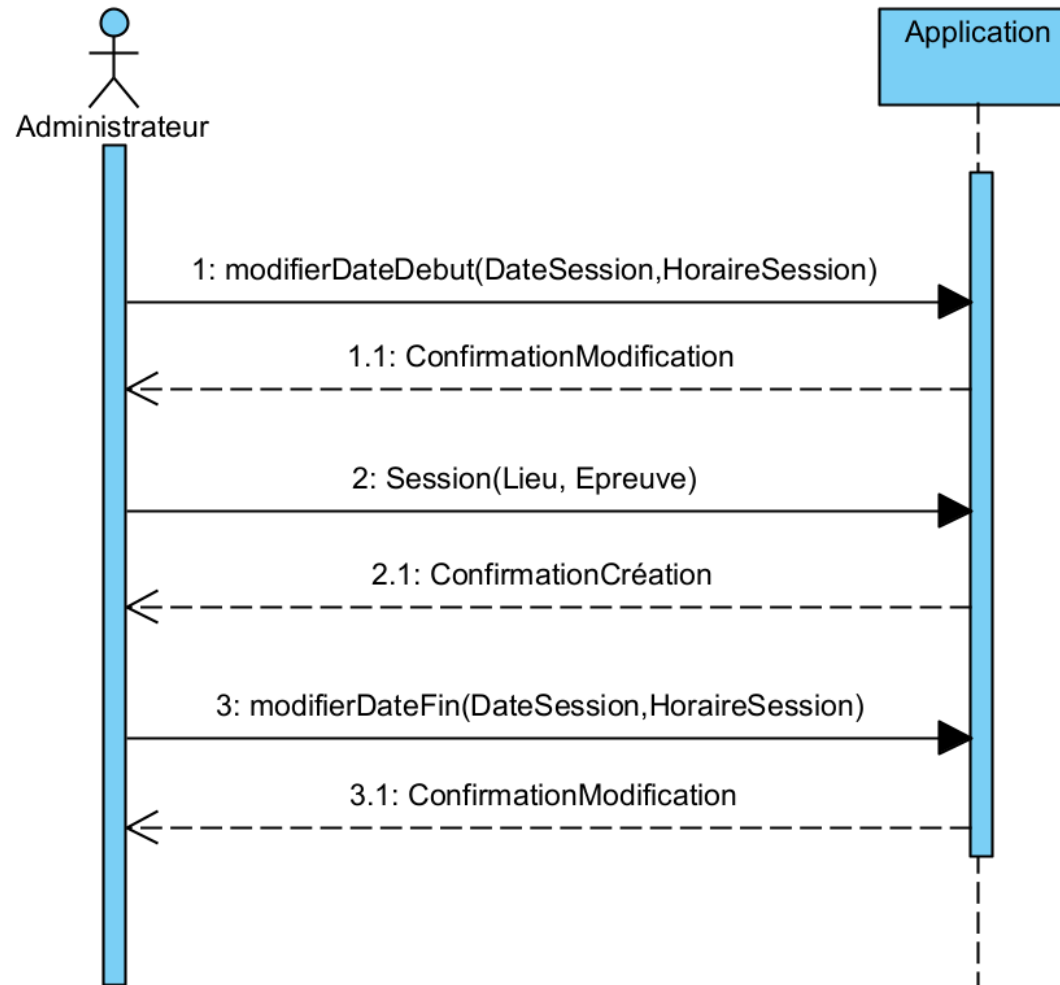 Application
Administrateur
1: modifierDateDebut(DateSession,HoraireSession)
1.1: ConfirmationModification
2: Session(Lieu, Epreuve)
2.1: ConfirmationCréation
3: modifierDateFin(DateSession,HoraireSession)
3.1: ConfirmationModification